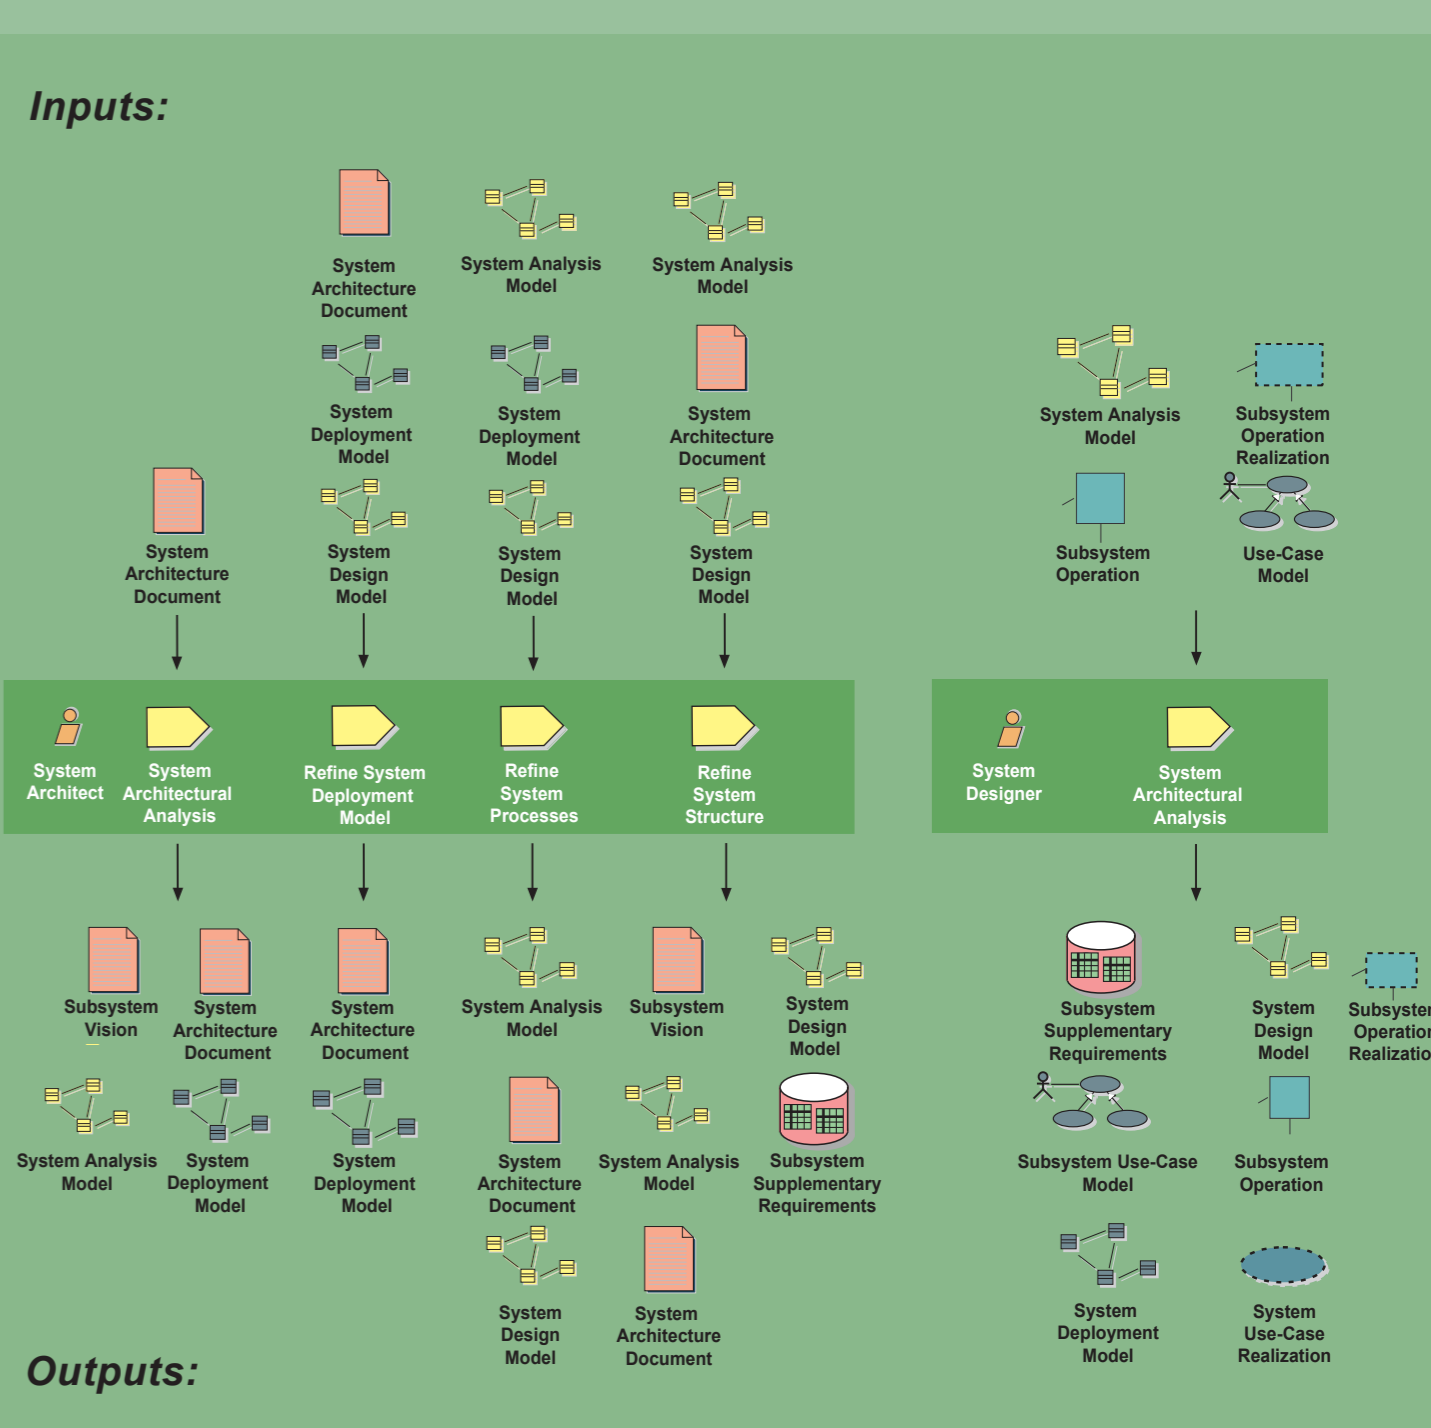 Inputs:
System
Architecture
Document
System Analysis
Model
System Analysis
Model
System
Deployment
Model
System
Deployment
Model
System
Architecture
Document
System Analysis
Model
Subsystem
Operation
Realization
System
Architecture
Document
System
Design
Model
System
Design
Model
System
Design
Model
Subsystem
Operation
Use-Case
Model
System
Architect
System
Architectural
Analysis
Refine System
Deployment
Model
Refine
System
Processes
Refine
System
Structure
System
Designer
System
Architectural
Analysis
Subsystem
Vision
System
Architecture
Document
System
Architecture
Document
System Analysis
Model
Subsystem
Vision
System
Design
Model
Subsystem
Supplementary
Requirements
System
Design
Model
Subsystem
Operation
Realization
System Analysis
Model
System
Deployment
Model
System
Deployment
Model
System
Architecture
Document
System Analysis
Model
Subsystem
Supplementary
Requirements
Subsystem Use-Case
Model
Subsystem
Operation
System
Design
Model
System
Architecture
Document
System
Deployment
Model
System
Use-Case
Realization
Outputs: